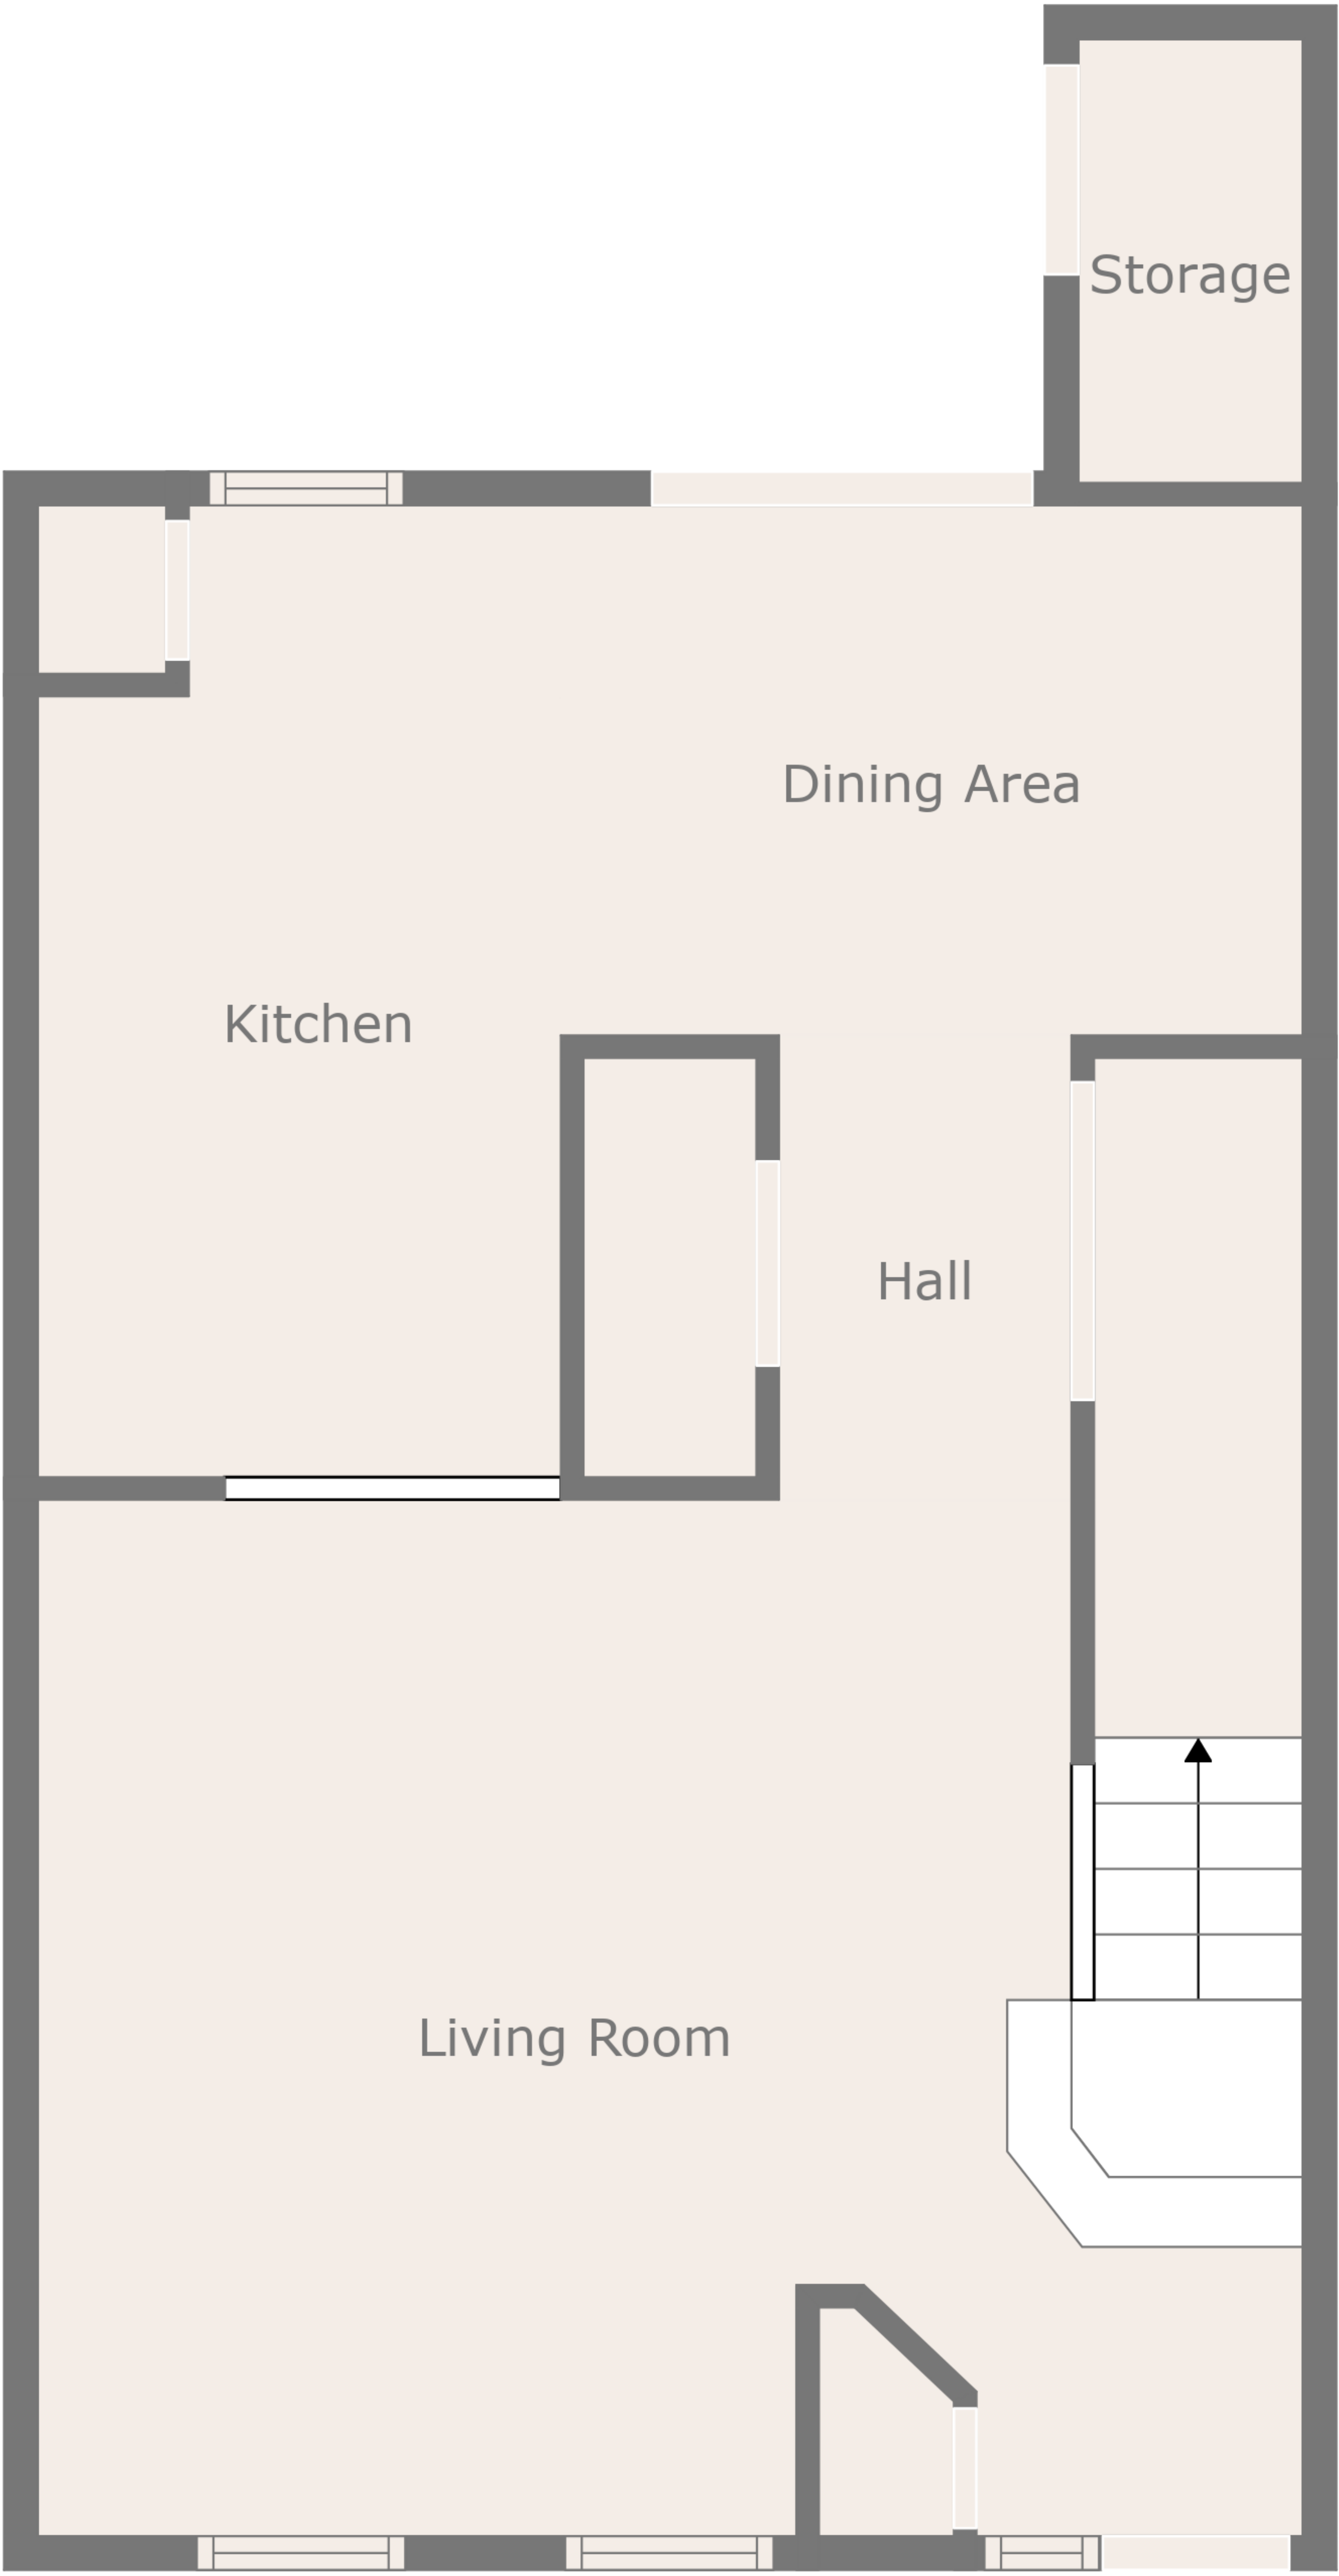 Storage
Dining Area
Kitchen
Hall
Living Room